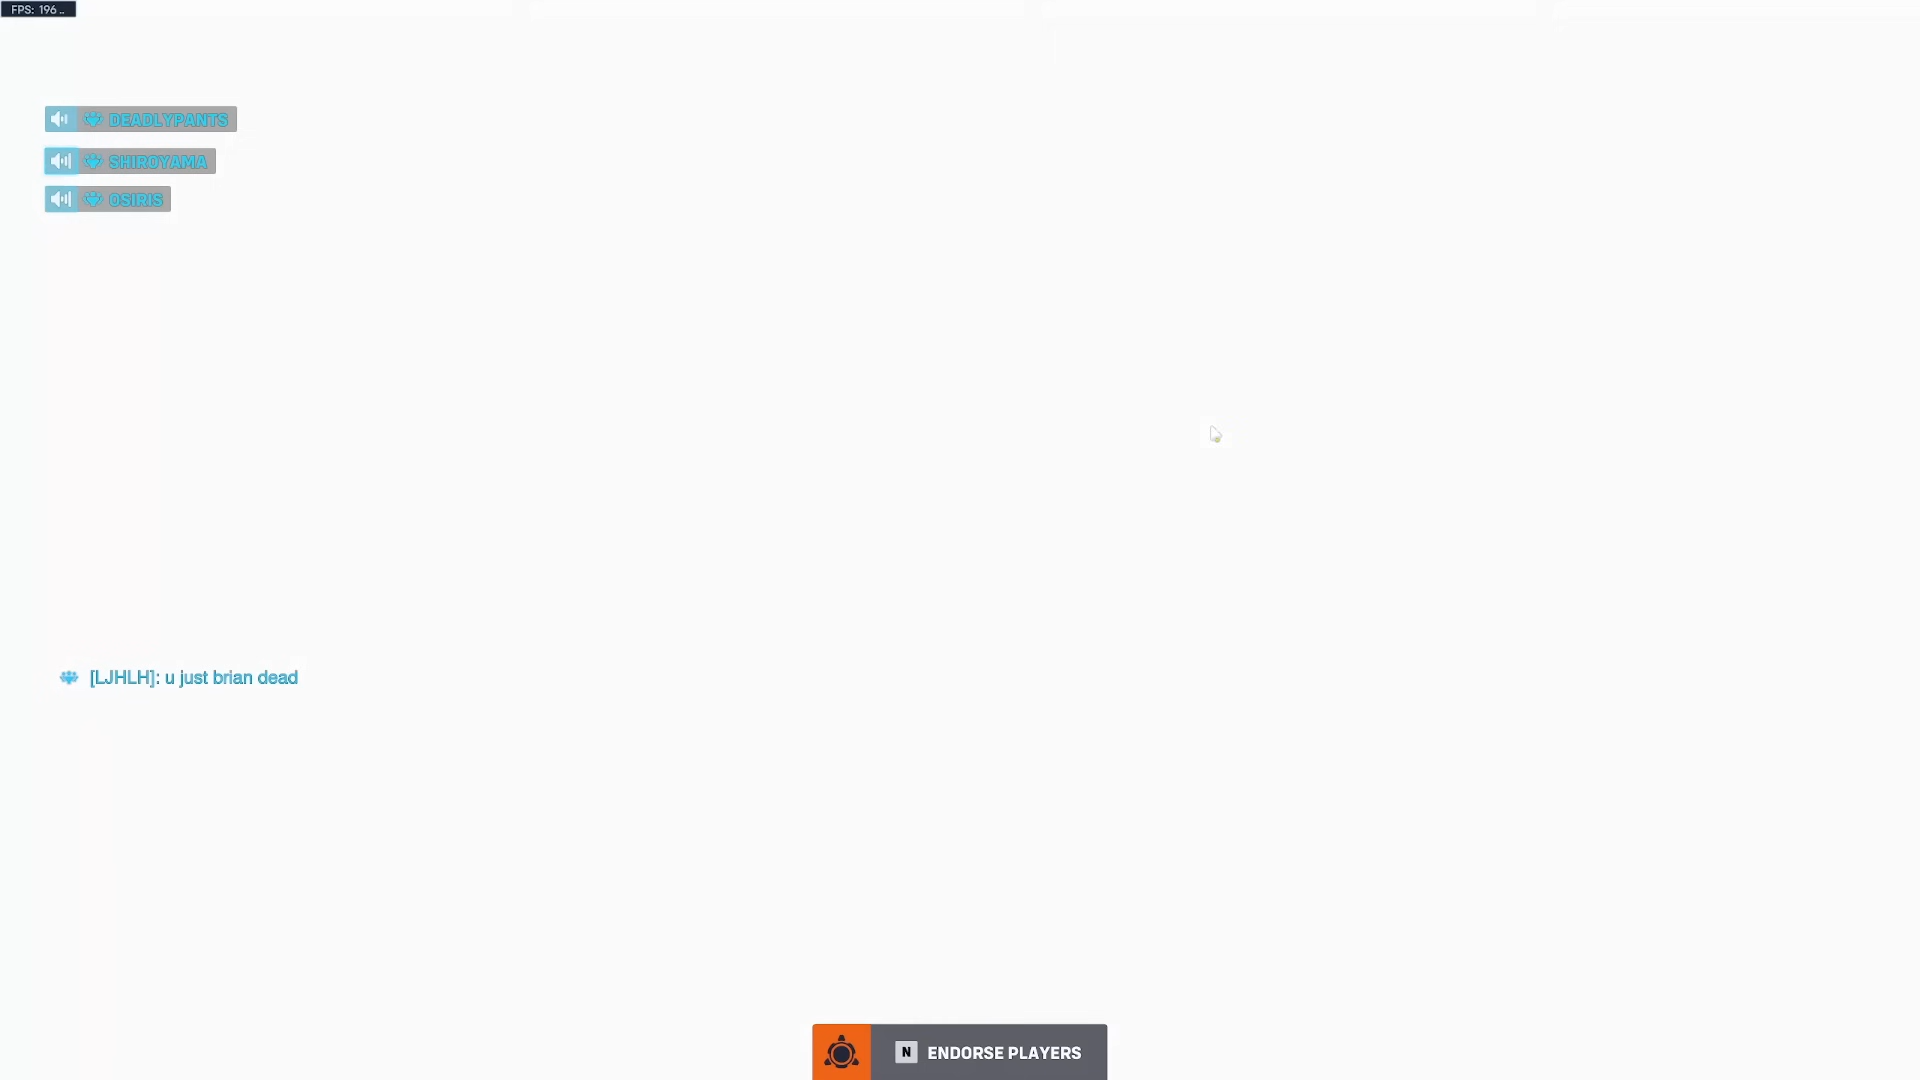 FPS: 196 ..
DEADLYPANTS
SHIROYAMA
OSIRIS
[LJHLH]: u just brian dead
N ENDORSE PLAYERS